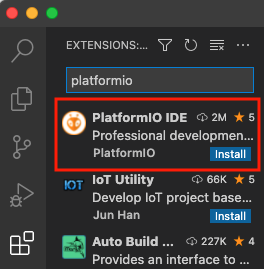 EXTENSIONS:...
platformio
PlatformIO IDE 2M 5
Professional developmen...
PlatformIO Install
IoT Utility 66K 5
Develop IoT project base...
Jun Han Install
Auto Build ... 227K 4
Provides an interface to ...